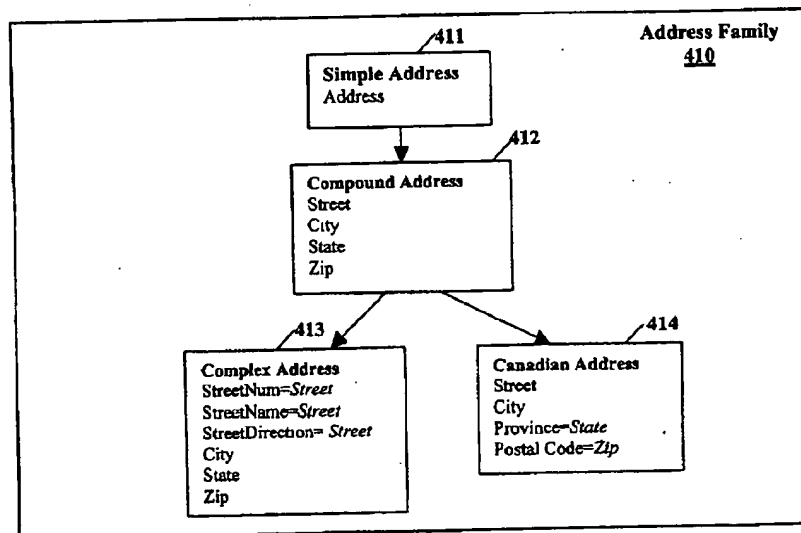 411
Address Family
410
Simple Address
Address
412
Compound Address
Street
City
State
Zip
413
Complex Address
StreetNum=Street
StreetName=Street
StreetDirection= Street
City
State
Zip
414
Canadian Address
Street
City
Province=State
Postal Code=Zip